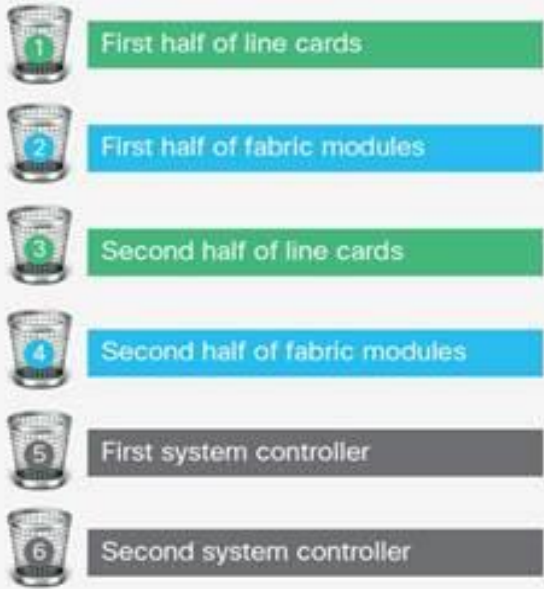 1 First half of line cards
2 First half of fabric modules
3 Second half of line cards
4 Second half of fabric modules
5 First system controller
6 Second system controller